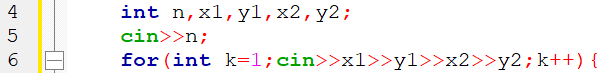 4 int n,x1,y1,x2,y2;
5 cin>>n;
6 for(int k=1;cin>>x1>>y1>>x2>>y2;k++){